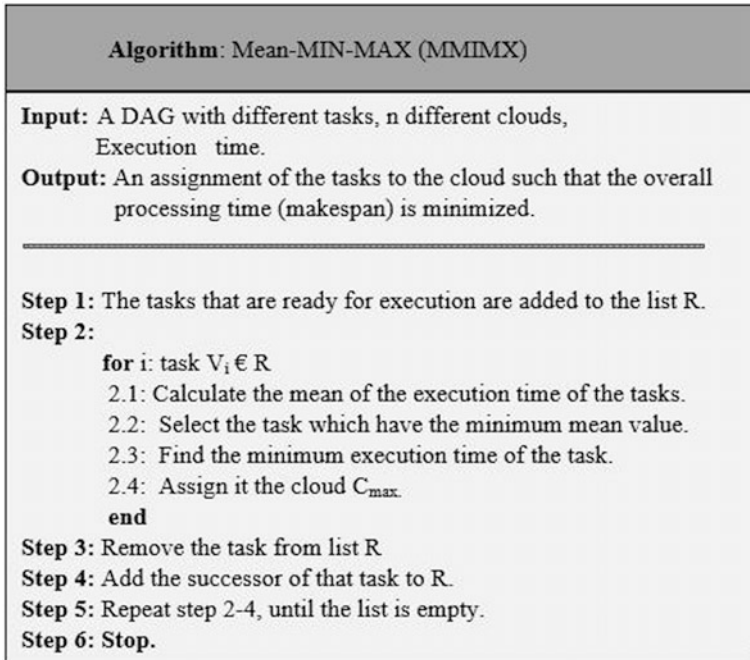 Algorithm: Mean-MIN-MAX (MMIMX)
Input: A DAG with different tasks, n different clouds,
Execution time.
Output: An assignment of the tasks to the cloud such that the overall
processing time (makespan) is minimized.
Step 1: The tasks that are ready for execution are added to the list R.
Step 2:
for i: task Vi € R
2.1: Calculate the mean of the execution time of the tasks.
2.2: Select the task which have the minimum mean value.
2.3: Find the minimum execution time of the task.
2.4: Assign it the cloud Cmax.
end
Step 3: Remove the task from list R
Step 4: Add the successor of that task to R.
Step 5: Repeat step 2-4, until the list is empty.
Step 6: Stop.